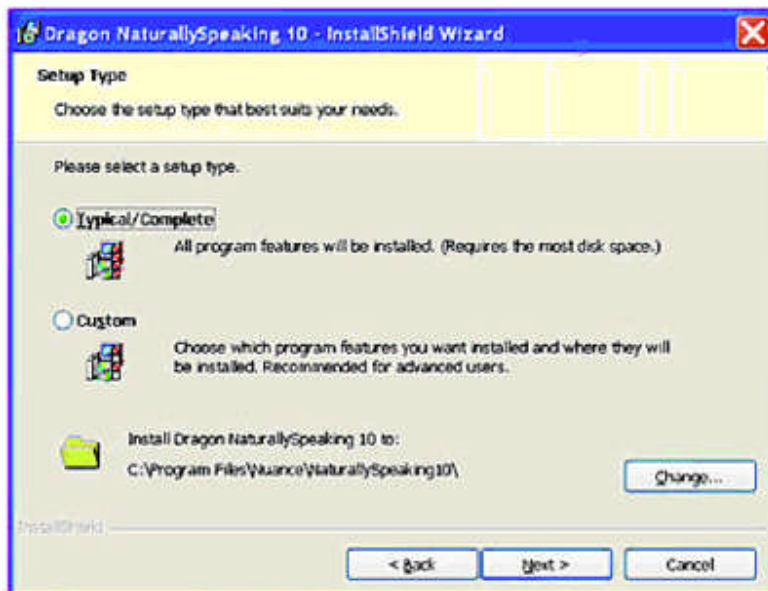 Dragon NaturallySpeaking 10 - InstallShield Wizard
Setup Type
Choose the setup type that best suits your needs.
Please select a setup type.
Typical/Complete
All program features will be installed. (Requires the most disk space.)
Custom
Choose which program features you want installed and where they will
be installed. Recommended for advanced users.
Install Dragon NaturallySpeaking 10 to:
C:\Program Files\Nuance\NaturallySpeaking10\
Change...
InstallShield
< Back
Next >
Cancel